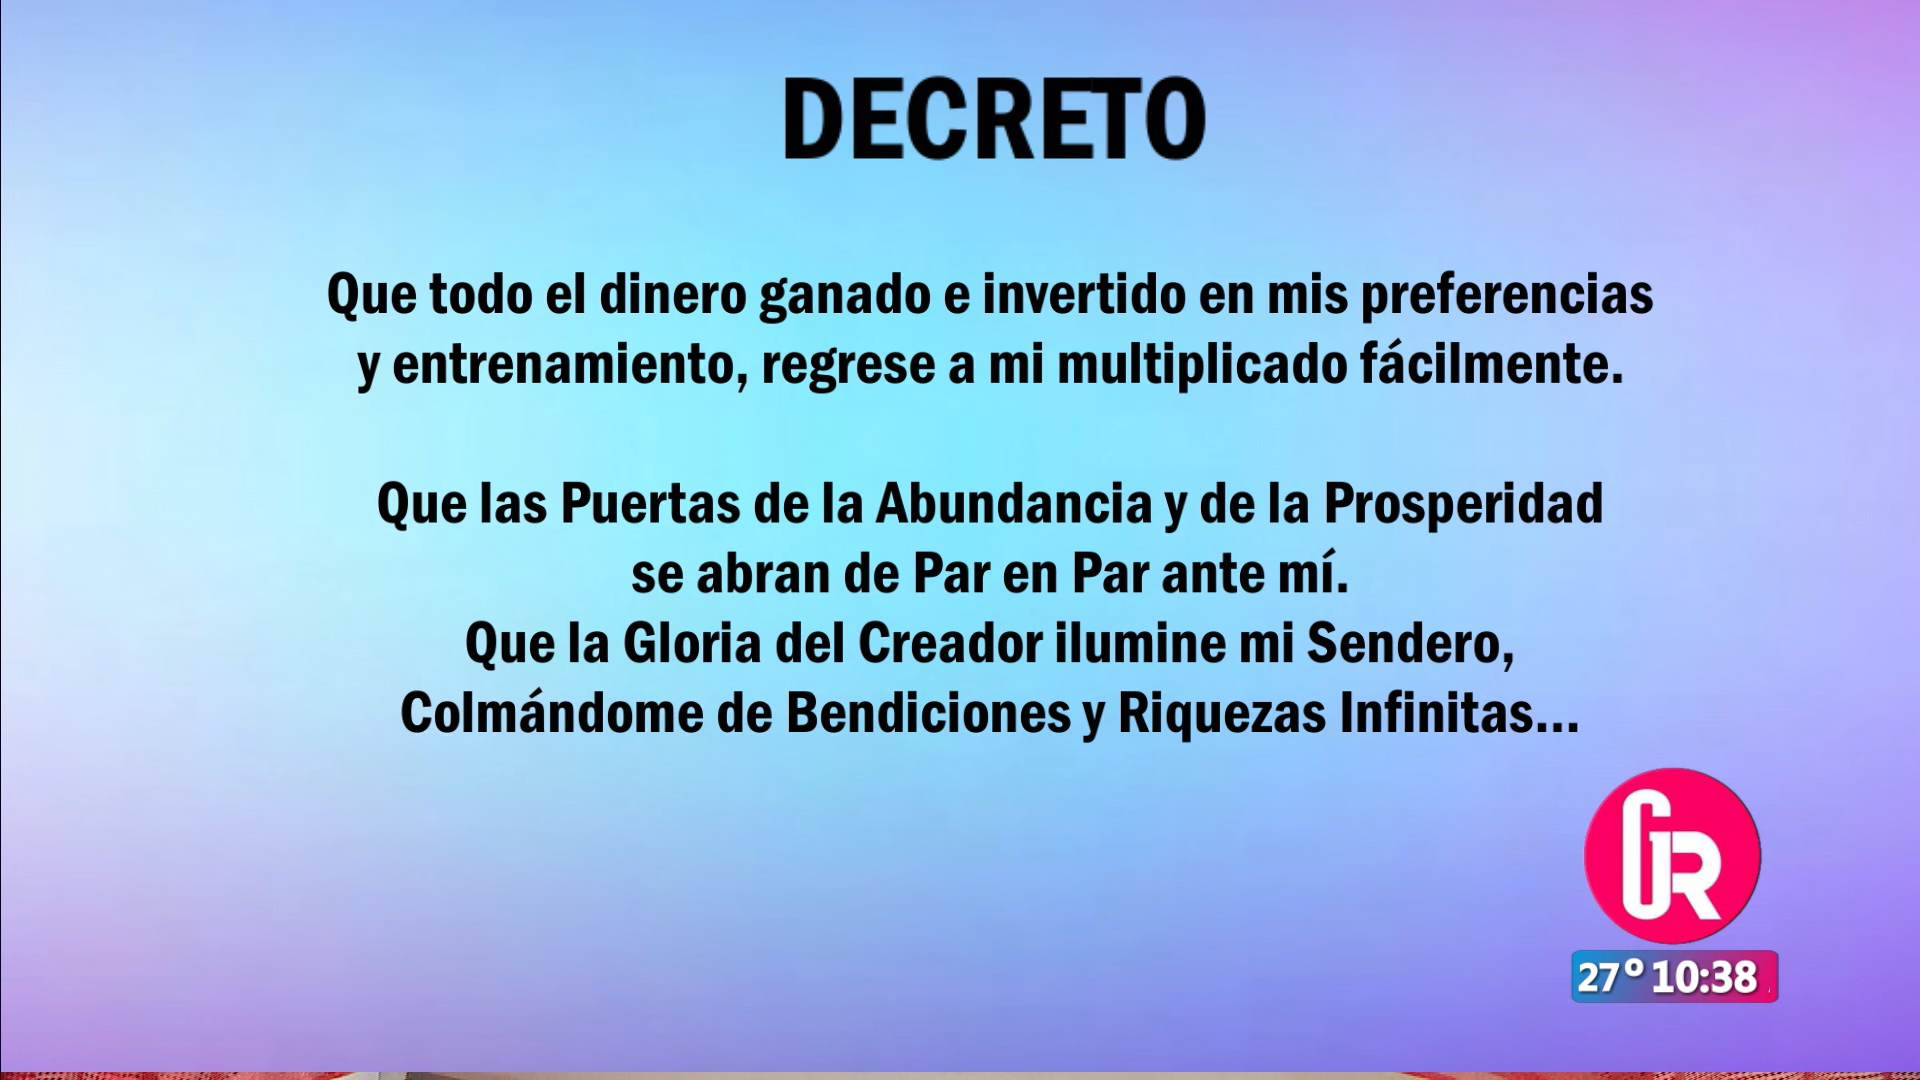 DECRETO
Que todo el dinero ganado e invertido en mis preferencias
y entrenamiento, regrese a mi multiplicado fácilmente.
Que las Puertas de la Abundancia y de la Prosperidad
se abran de Par en Par ante mí.
Que la Gloria del Creador ilumine mi Sendero,
Colmándome de Bendiciones y Riquezas Infinitas...
GR
27° 10:38